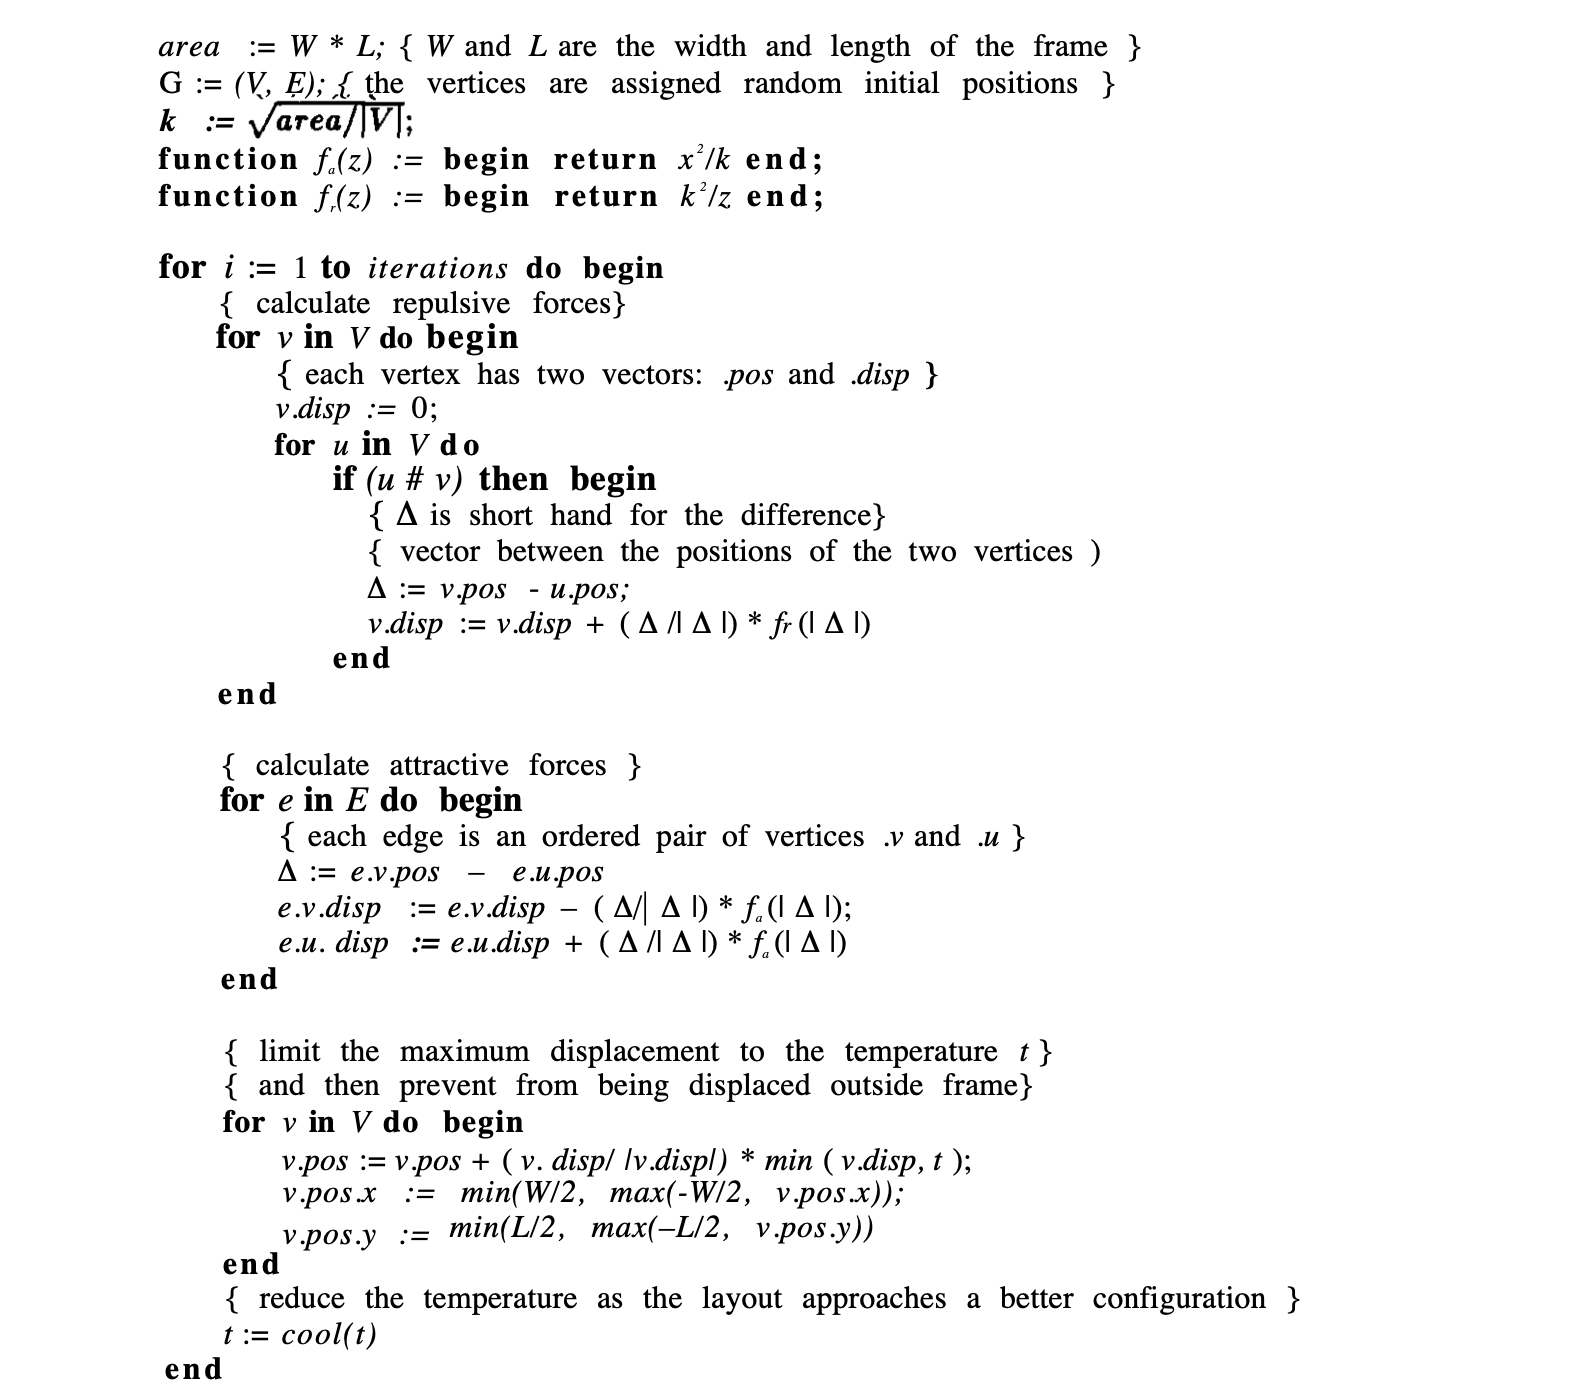 area := W * L; { W and L are the width and length of the frame }
G := (V, E); { the vertices are assigned random initial positions }
k := √area/|V|;
function fa(z) := begin return x²/k end;
function fr(z) := begin return k²/z end;
for i := 1 to iterations do begin
{ calculate repulsive forces}
for v in V do begin
{ each vertex has two vectors: .pos and .disp }
v.disp := 0;
for u in V do
if (u # v) then begin
{ Δ is short hand for the difference}
{ vector between the positions of the two vertices )
Δ := v.pos - u.pos;
v.disp := v.disp + ( Δ /| Δ |) * fr (| Δ |)
end
end
{ calculate attractive forces }
for e in E do begin
{ each edge is an ordered pair of vertices .v and .u }
Δ := e.v.pos – e.u.pos
e.v.disp := e.v.disp – ( Δ/| Δ |) * fa (| Δ |);
e.u. disp := e.u.disp + ( Δ /| Δ |) * fa (| Δ |)
end
{ limit the maximum displacement to the temperature t }
{ and then prevent from being displaced outside frame}
for v in V do begin
v.pos := v.pos + ( v. disp/ |v.disp|) * min ( v.disp, t );
v.pos.x := min(W/2, max(-W/2, v.pos.x));
v.pos.y := min(L/2, max(–L/2, v.pos.y))
end
{ reduce the temperature as the layout approaches a better configuration }
t := cool(t)
end